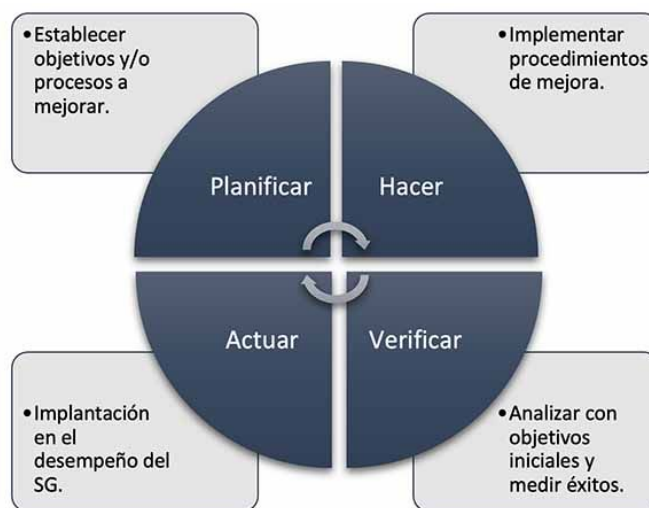 •Establecer
objetivos y/o
procesos a
mejorar.
•Implementar
procedimientos
de mejora.
Planificar
Hacer
Actuar
Verificar
•Implantación
en el
desempeño del
SG.
•Analizar con
objetivos
iniciales y
medir éxitos.